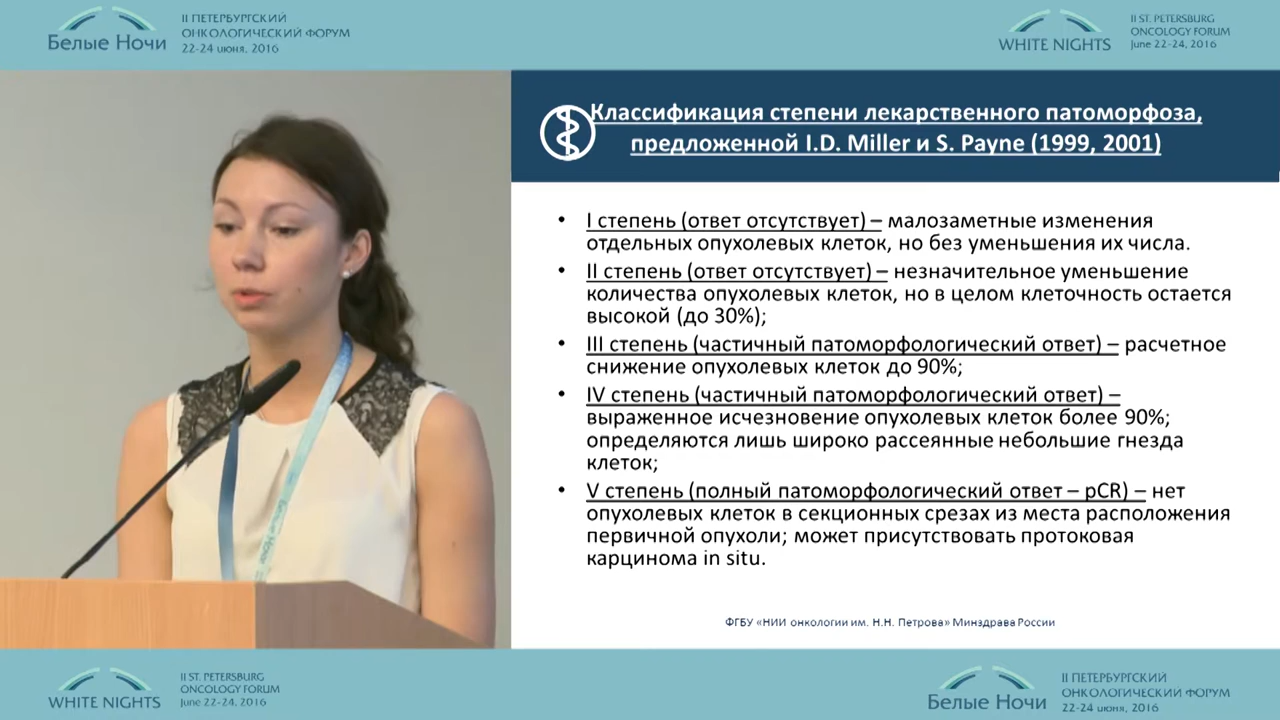 Белые Ночи
II ПЕТЕРБУРГСКИЙ
ОНКОЛОГИЧЕСКИЙ ФОРУМ
22-24 июня, 2016
WHITE NIGHTS
II ST. PETERSBURG
ONCOLOGY FORUM
June 22-24, 2016
Классификация степени лекарственного патоморфоза,
предложенной I.D. Miller и S. Payne (1999, 2001)
• I степень (ответ отсутствует) – малозаметные изменения
отдельных опухолевых клеток, но без уменьшения их числа.
• II степень (ответ отсутствует) – незначительное уменьшение
количества опухолевых клеток, но в целом клеточность остается
высокой (до 30%);
• III степень (частичный патоморфологический ответ) – расчетное
снижение опухолевых клеток до 90%;
• IV степень (частичный патоморфологический ответ) –
выраженное исчезновение опухолевых клеток более 90%;
определяются лишь широко рассеянные небольшие гнезда
клеток;
• V степень (полный патоморфологический ответ – pCR) – нет
опухолевых клеток в секционных срезах из места расположения
первичной опухоли; может присутствовать протоковая
карцинома in situ.
ФГБУ «НИИ онкологии им. Н.Н. Петрова» Минздрава России
WHITE NIGHTS
II ST. PETERSBURG
ONCOLOGY FORUM
June 22-24, 2016
Белые Ночи
II ПЕТЕРБУРГСКИЙ
ОНКОЛОГИЧЕСКИЙ ФОРУМ
22-24 июня, 2016